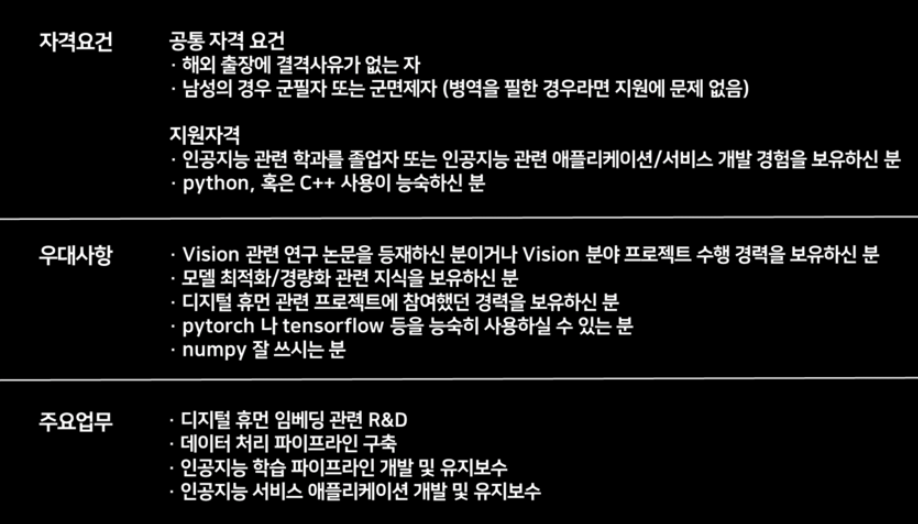 자격요건
공통 자격 요건
· 해외 출장에 결격사유가 없는 자
· 남성의 경우 군필자 또는 군면제자 (병역을 필한 경우라면 지원에 문제 없음)
지원자격
· 인공지능 관련 학과를 졸업자 또는 인공지능 관련 애플리케이션/서비스 개발 경험을 보유하신 분
· python, 혹은 C++ 사용이 능숙하신 분
우대사항
· Vision 관련 연구 논문을 등재하신 분이거나 Vision 분야 프로젝트 수행 경력을 보유하신 분
· 모델 최적화/경량화 관련 지식을 보유하신 분
· 디지털 휴먼 관련 프로젝트에 참여했던 경력을 보유하신 분
· pytorch 나 tensorflow 등을 능숙히 사용하실 수 있는 분
· numpy 잘 쓰시는 분
주요업무
· 디지털 휴먼 임베딩 관련 R&D
· 데이터 처리 파이프라인 구축
· 인공지능 학습 파이프라인 개발 및 유지보수
· 인공지능 서비스 애플리케이션 개발 및 유지보수